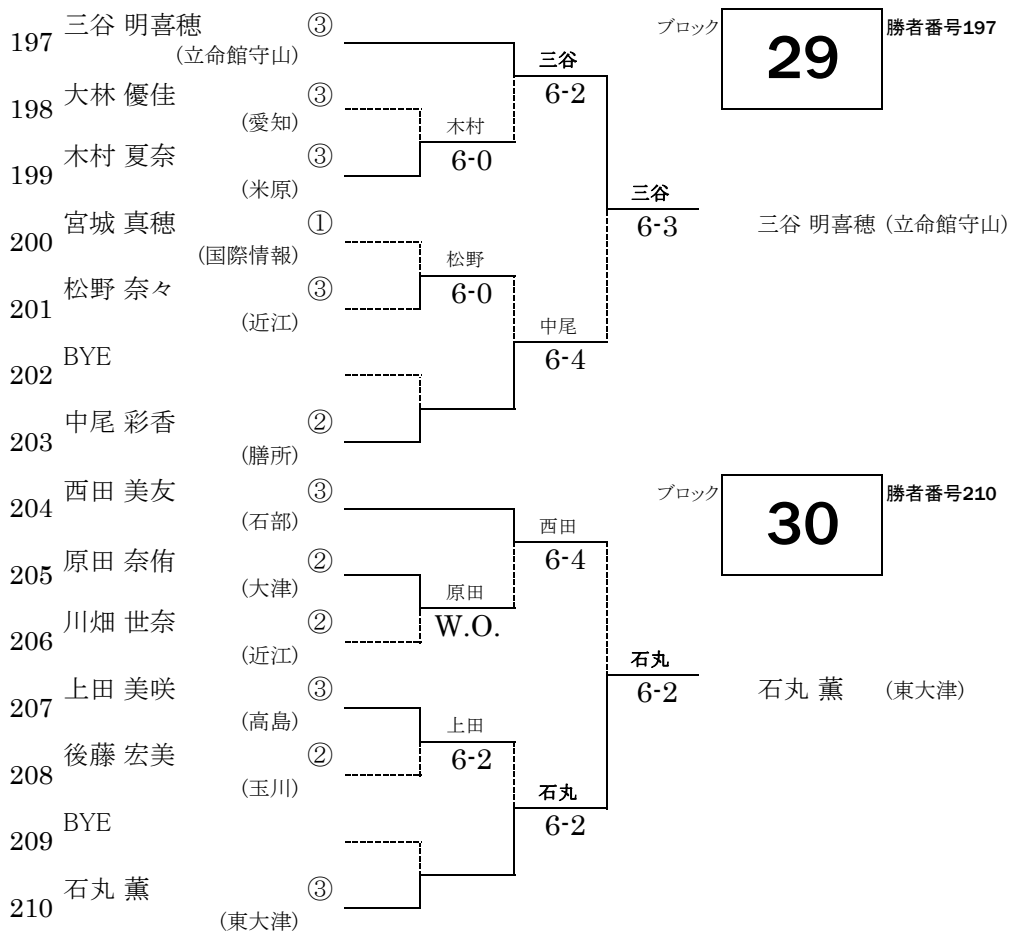 197 三谷 明喜穂 ③
(立命館守山)
198 大林 優佳 ③
(愛知)
199 木村 夏奈 ③
(米原)
200 宮城 真穂 ①
(国際情報)
201 松野 奈々 ③
(近江)
202 BYE
203 中尾 彩香 ②
(膳所)
木村
6-0
松野
6-0
三谷
6-2
中尾
6-4
三谷
6-3
三谷 明喜穂 (立命館守山)
ブロック 29 勝者番号197
204 西田 美友 ③
(石部)
205 原田 奈侑 ②
(大津)
206 川畑 世奈 ②
(近江)
207 上田 美咲 ③
(高島)
208 後藤 宏美 ②
(玉川)
209 BYE
210 石丸 薫 ③
(東大津)
原田
W.O.
上田
6-2
西田
6-4
石丸
6-2
石丸
6-2
石丸 薫 (東大津)
ブロック 30 勝者番号210